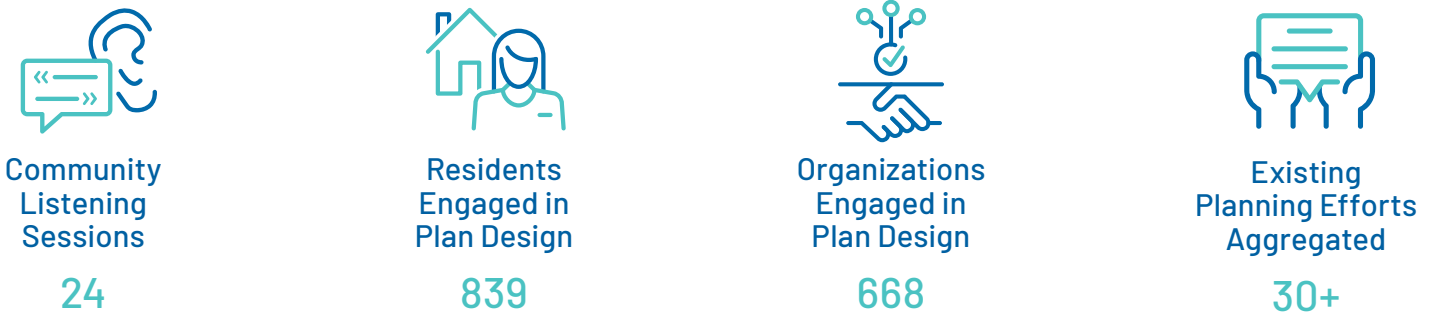 Community
Listening
Sessions
24
Residents
Engaged in
Plan Design
839
Organizations
Engaged in
Plan Design
668
Existing
Planning Efforts
Aggregated
30+